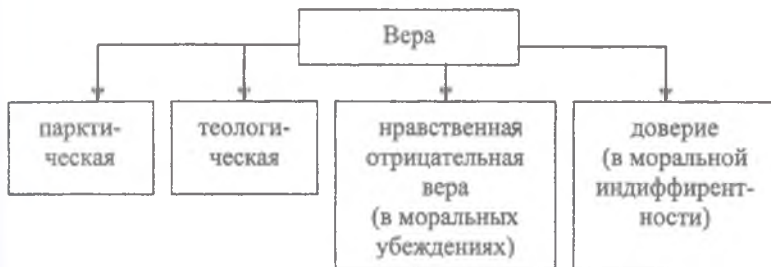 Вера
паркти-
ческая
теологи-
ческая
нравственная
отрицательная
вера
(в моральных
убеждениях)
доверие
(в моральной
индиффирент-
ности)